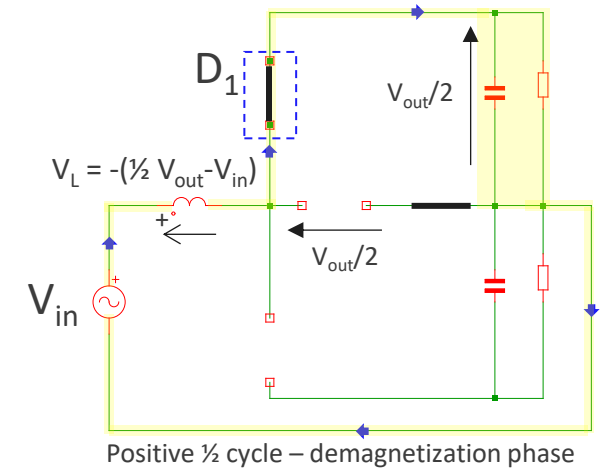 D1
Vout/2
VL = -(½ Vout-Vin)
+
Vout/2
+
Vin
Positive ½ cycle – demagnetization phase